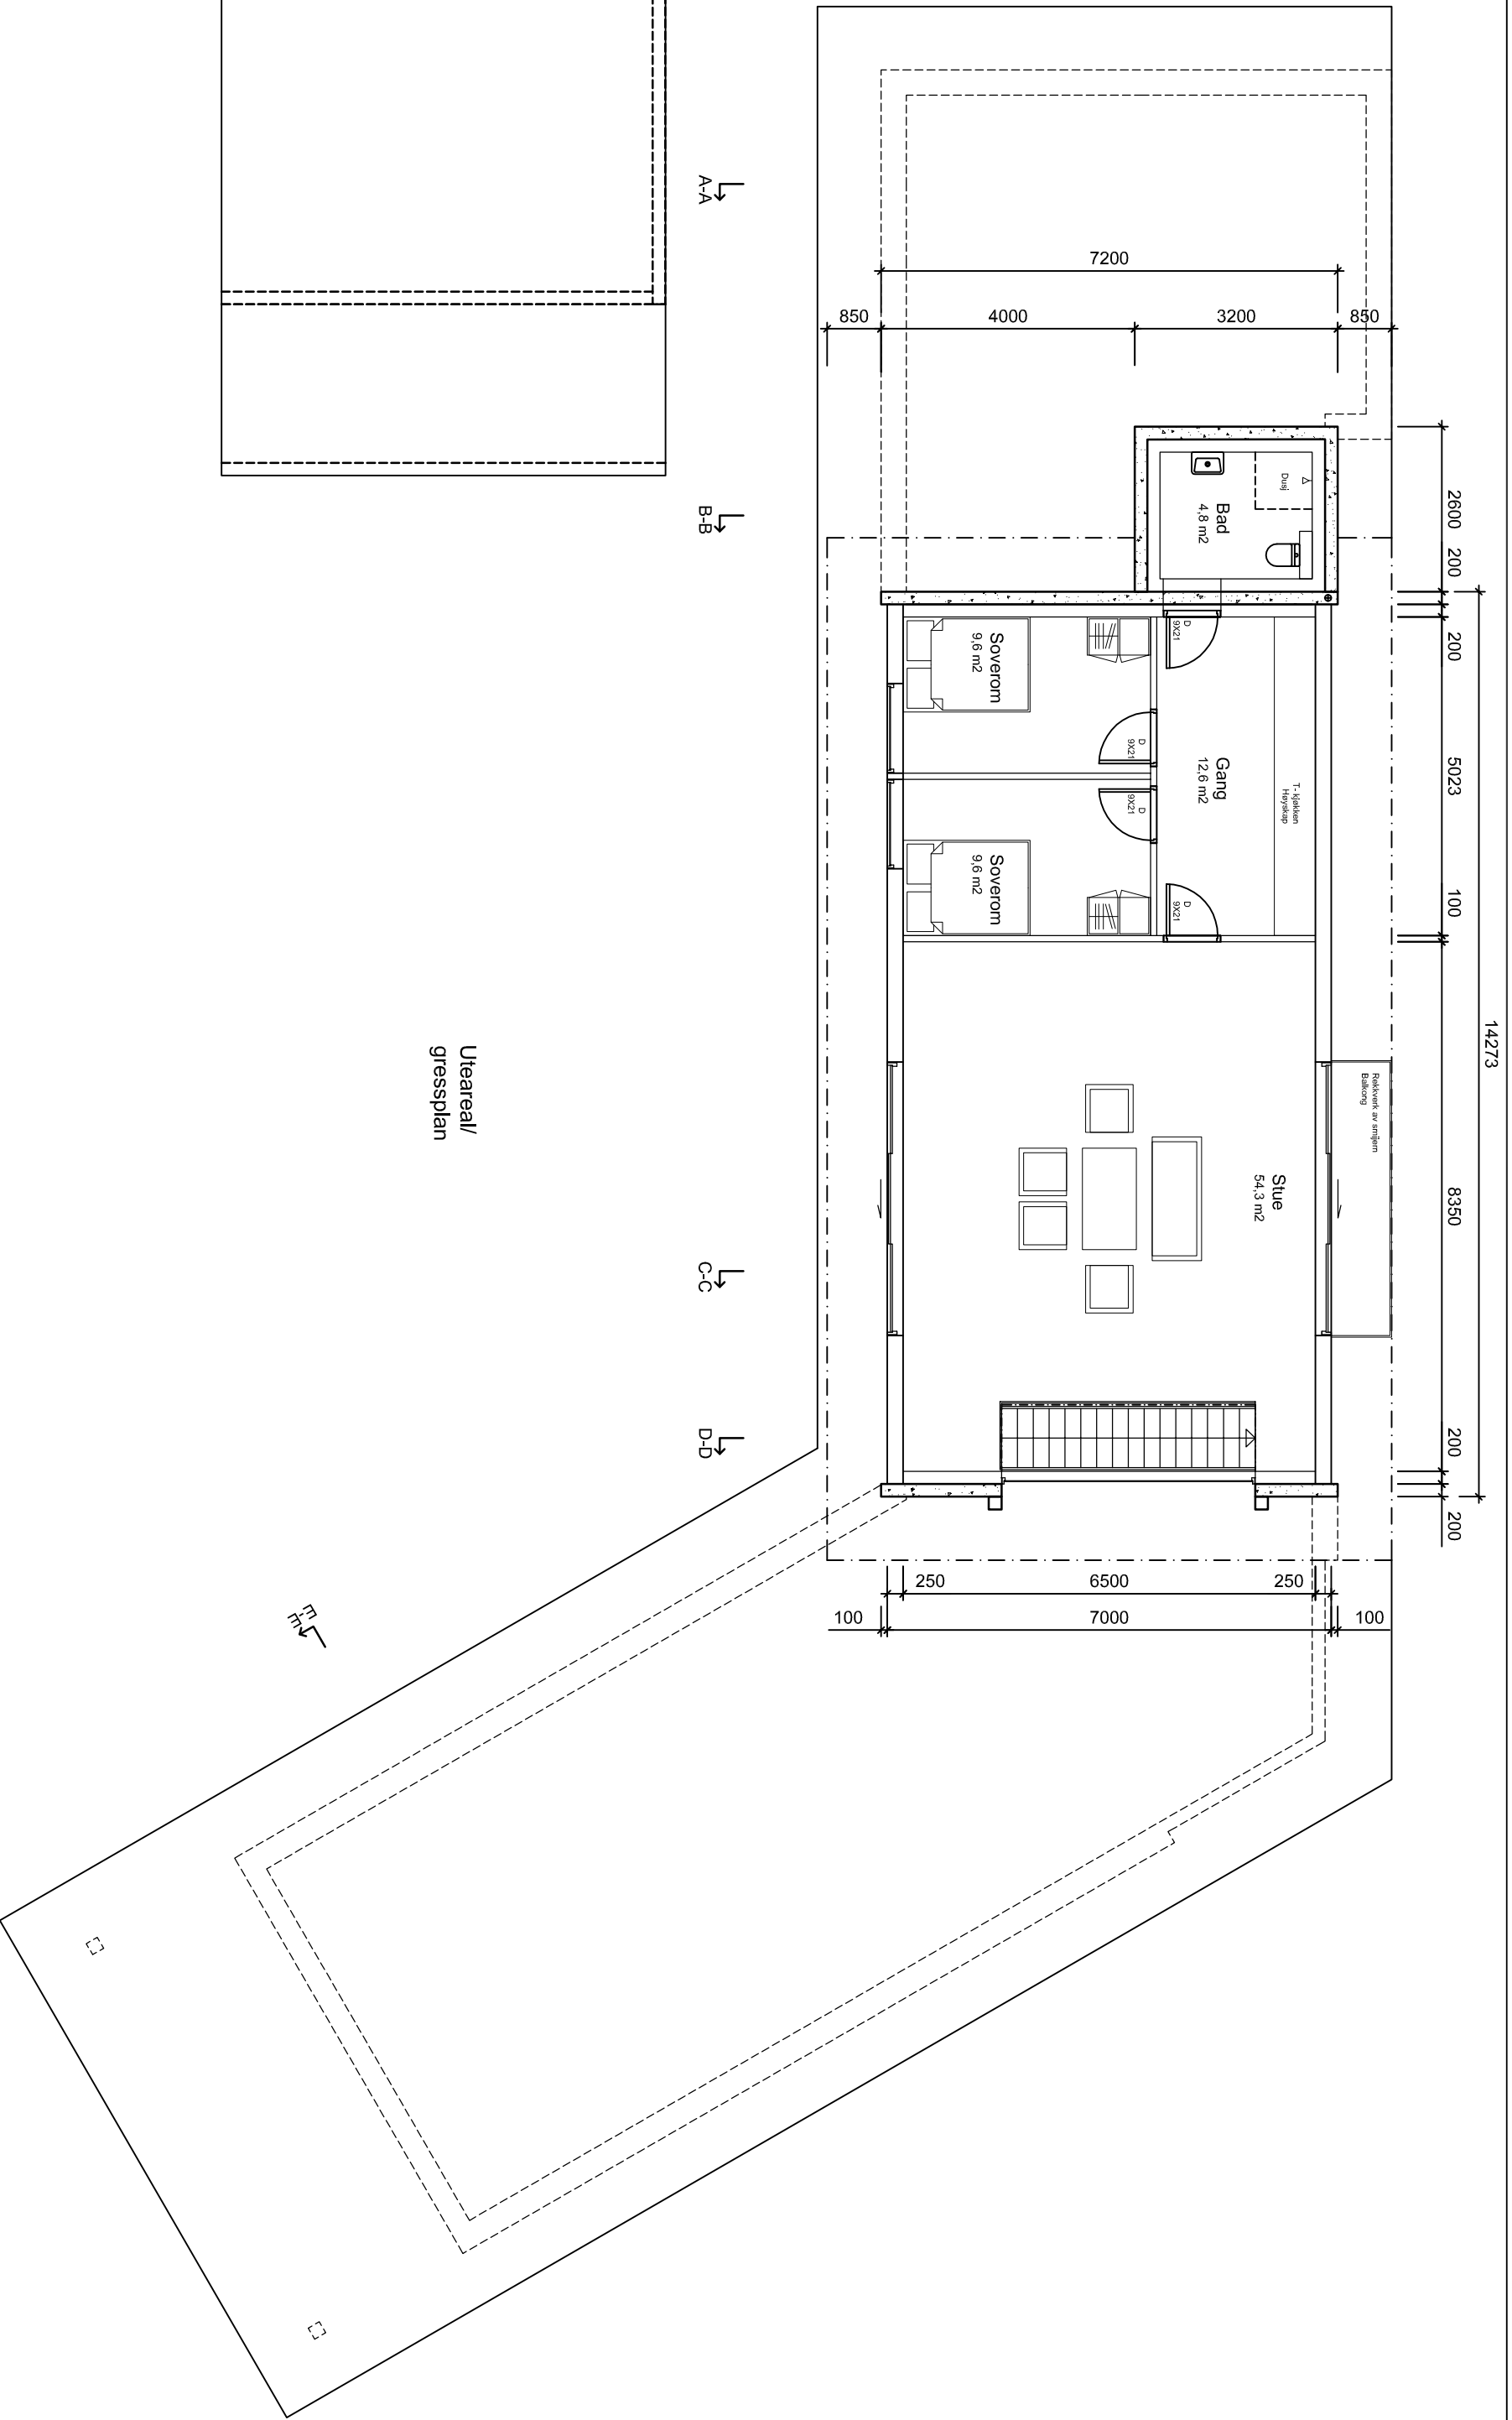 A-A
B-B
C-C
D-D
E-E
7200
850
4000
3200
850
2600
200
200
5023
100
8350
200
200
14273
Dusj
Bad
4,8 m2
Soverom
9,6 m2
D
9X21
D
9X21
Gang
12,6 m2
T- kjøkken
Høyskap
D
9X21
D
9X21
Soverom
9,6 m2
Rekkverk av smijern
Balkong
Stue
54,3 m2
Uteareal/
gressplan
250
6500
250
100
7000
100